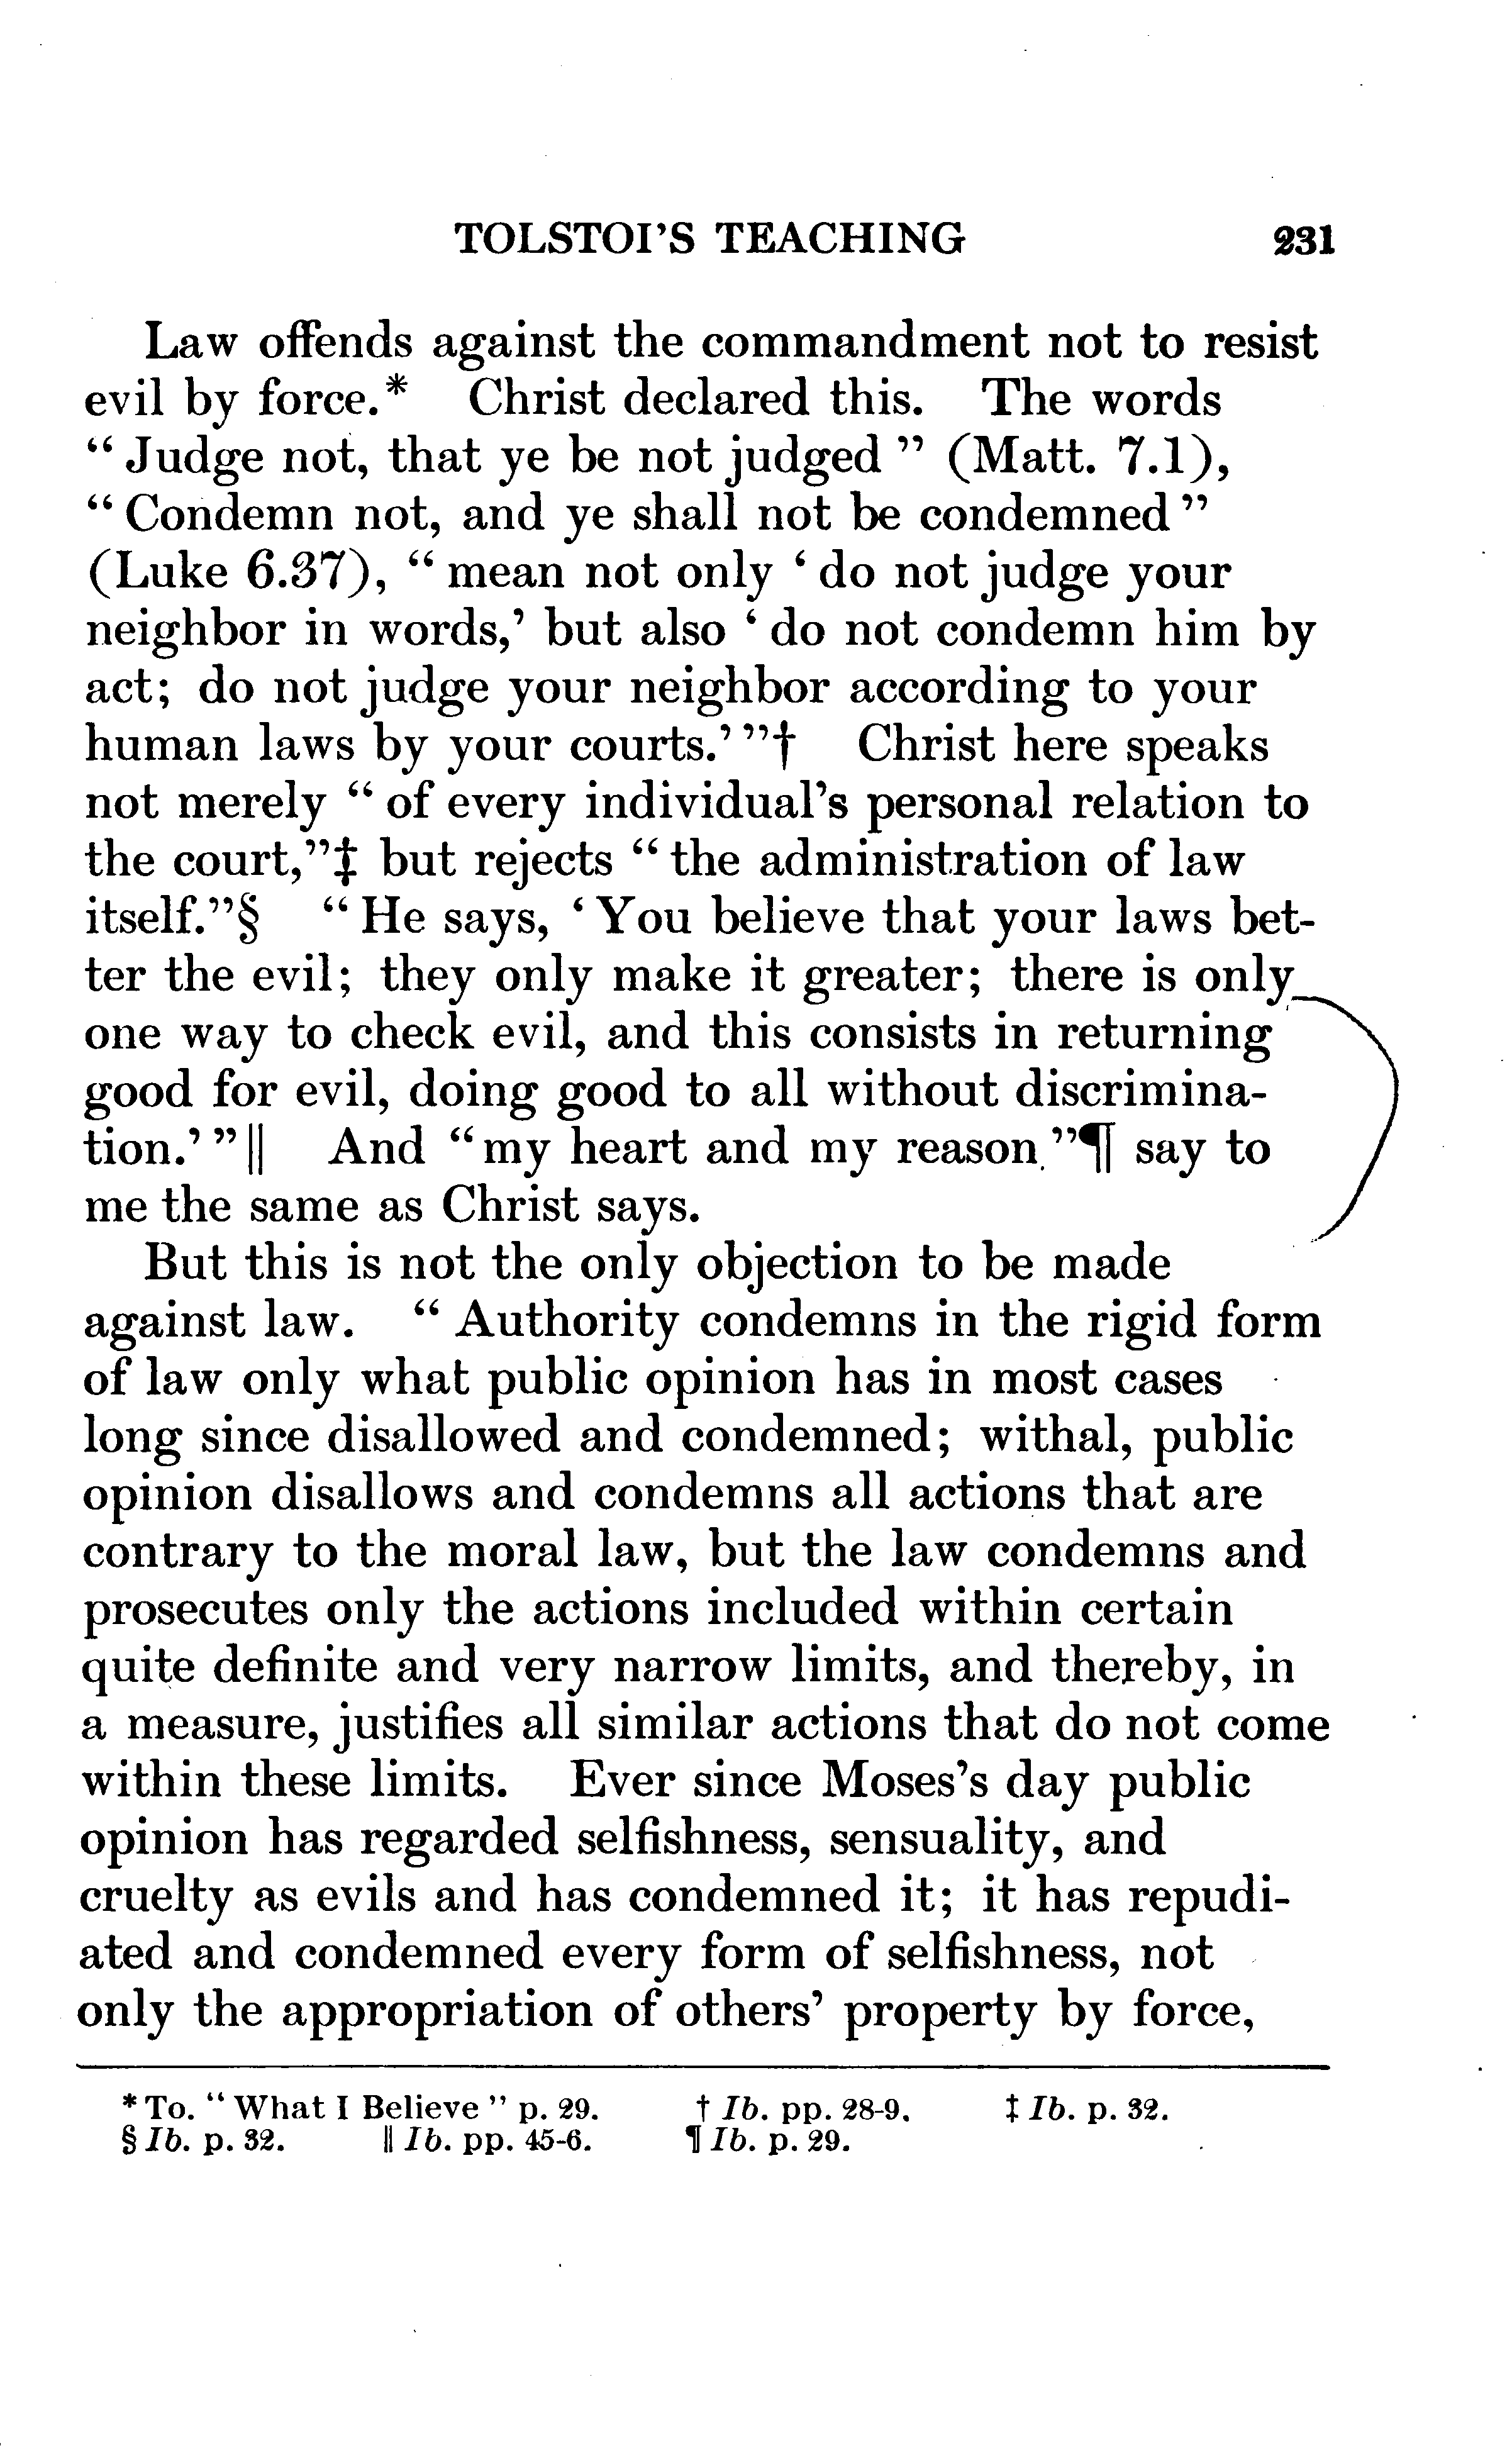 TOLSTOI'S TEACHING 231
Law offends against the commandment not to resist
evil by force.* Christ declared this. The words
“ Judge not, that ye be not judged ” (Matt. 7.1),
“ Condemn not, and ye shall not be condemned ”
(Luke 6.37), “ mean not only ‘ do not judge your
neighbor in words,’ but also ‘ do not condemn him by
act; do not judge your neighbor according to your
human laws by your courts.’ ”† Christ here speaks
not merely “ of every individual’s personal relation to
the court,”‡ but rejects “ the administration of law
itself.”§ “ He says, ‘ You believe that your laws bet-
ter the evil; they only make it greater; there is only
one way to check evil, and this consists in returning
good for evil, doing good to all without discrimina-
tion.’ ”‖ And “ my heart and my reason ”¶ say to
me the same as Christ says.
But this is not the only objection to be made
against law. “ Authority condemns in the rigid form
of law only what public opinion has in most cases
long since disallowed and condemned; withal, public
opinion disallows and condemns all actions that are
contrary to the moral law, but the law condemns and
prosecutes only the actions included within certain
quite definite and very narrow limits, and thereby, in
a measure, justifies all similar actions that do not come
within these limits. Ever since Moses’s day public
opinion has regarded selfishness, sensuality, and
cruelty as evils and has condemned it; it has repudi-
ated and condemned every form of selfishness, not
only the appropriation of others’ property by force,
* To. “ What I Believe ” p. 29. † Ib. pp. 28-9. ‡ Ib. p. 32.
§ Ib. p. 32. ‖ Ib. pp. 45-6. ¶ Ib. p. 29.